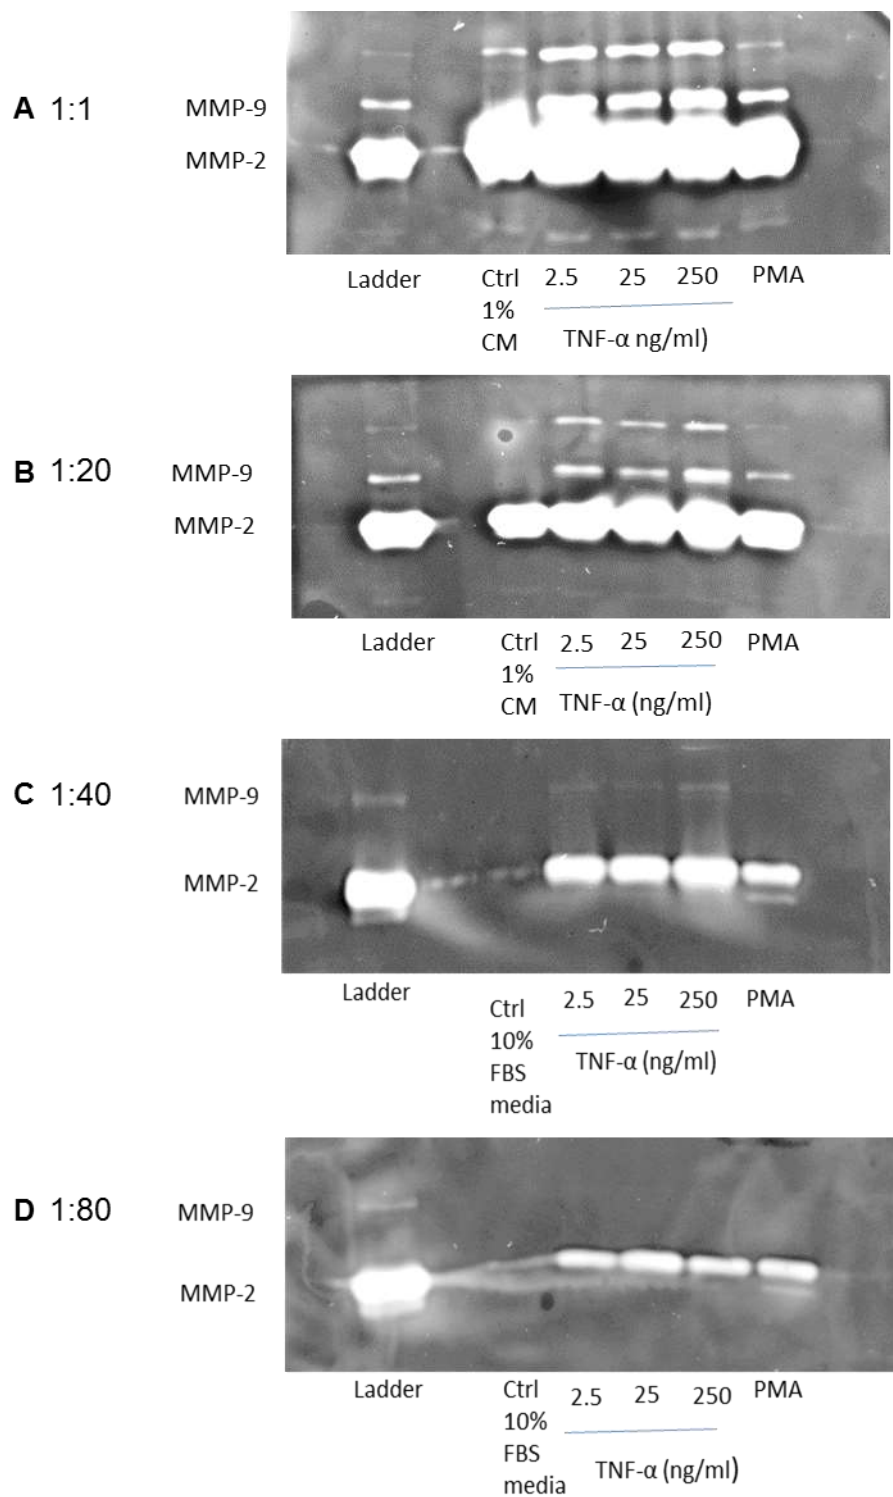 A 1:1
MMP-9
MMP-2
Ladder
Ctrl 2.5 25 250 PMA
1%
CM
TNF-α ng/ml)
B 1:20
MMP-9
MMP-2
Ladder
Ctrl 2.5 25 250 PMA
1%
CM
TNF-α (ng/ml)
C 1:40
MMP-9
MMP-2
Ladder
Ctrl 2.5 25 250 PMA
10%
FBS
media
TNF-α (ng/ml)
D 1:80
MMP-9
MMP-2
Ladder
Ctrl 2.5 25 250 PMA
10%
FBS
media
TNF-α (ng/ml)